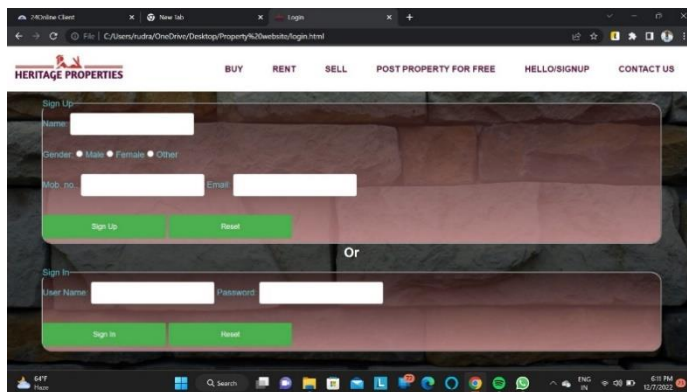 24Online Client
New Tab
Login
File | C:/Users/rudra/OneDrive/Desktop/Property%20website/login.html
HERITAGE PROPERTIES
BUY RENT SELL POST PROPERTY FOR FREE HELLO/SIGNUP CONTACT US
Sign Up
Name:
Gender: Male Female Other
Mob. no.: Email:
Sign Up Reset
Or
Sign In
User Name: Password:
Sign In Reset
64°F
Haze
Search
ENG
IN
6:11 PM
12/7/2022